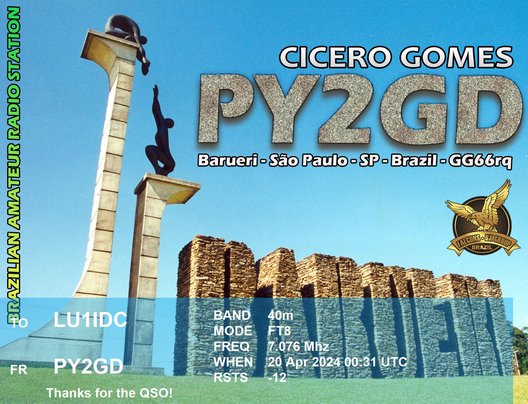 BRAZILIAN AMATEUR RADIO STATION
CICERO GOMES
PY2GD
Barueri - São Paulo - SP - Brazil - GG66rq
BRAZIL
BARUERI
TO LU1IDC
FR PY2GD
BAND 40m
MODE FT8
FREQ 7.076 Mhz
WHEN 20 Apr 2024 00:31 UTC
RSTS -12
Thanks for the QSO!